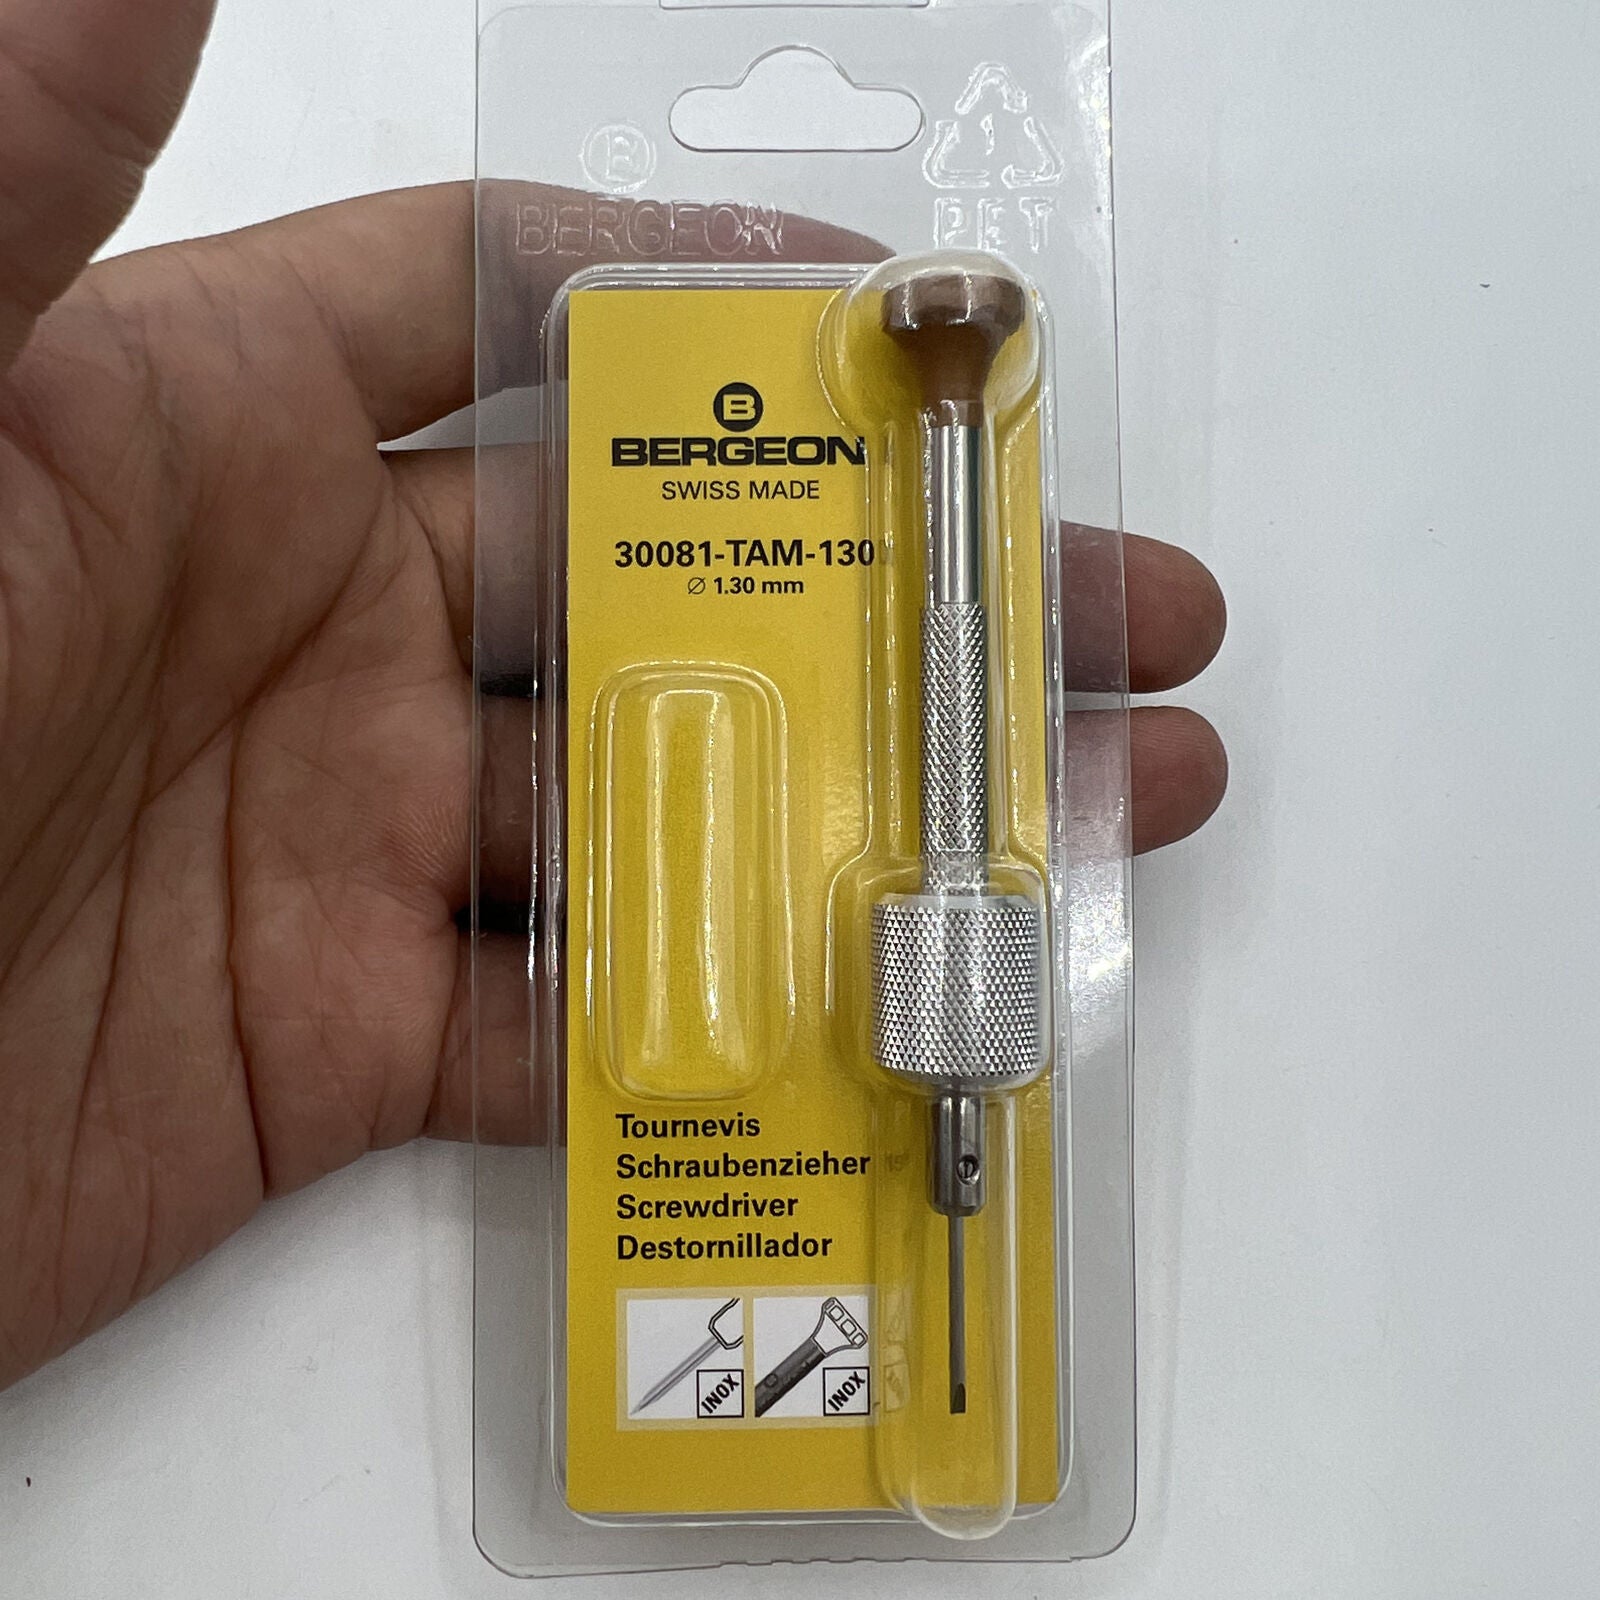 B
BERGEON
PET
B
BERGEON
SWISS MADE
30081-TAM-130
∅ 1.30 mm
Tournevis
Schraubenzieher
Screwdriver
Destornillador
INOX
INOX